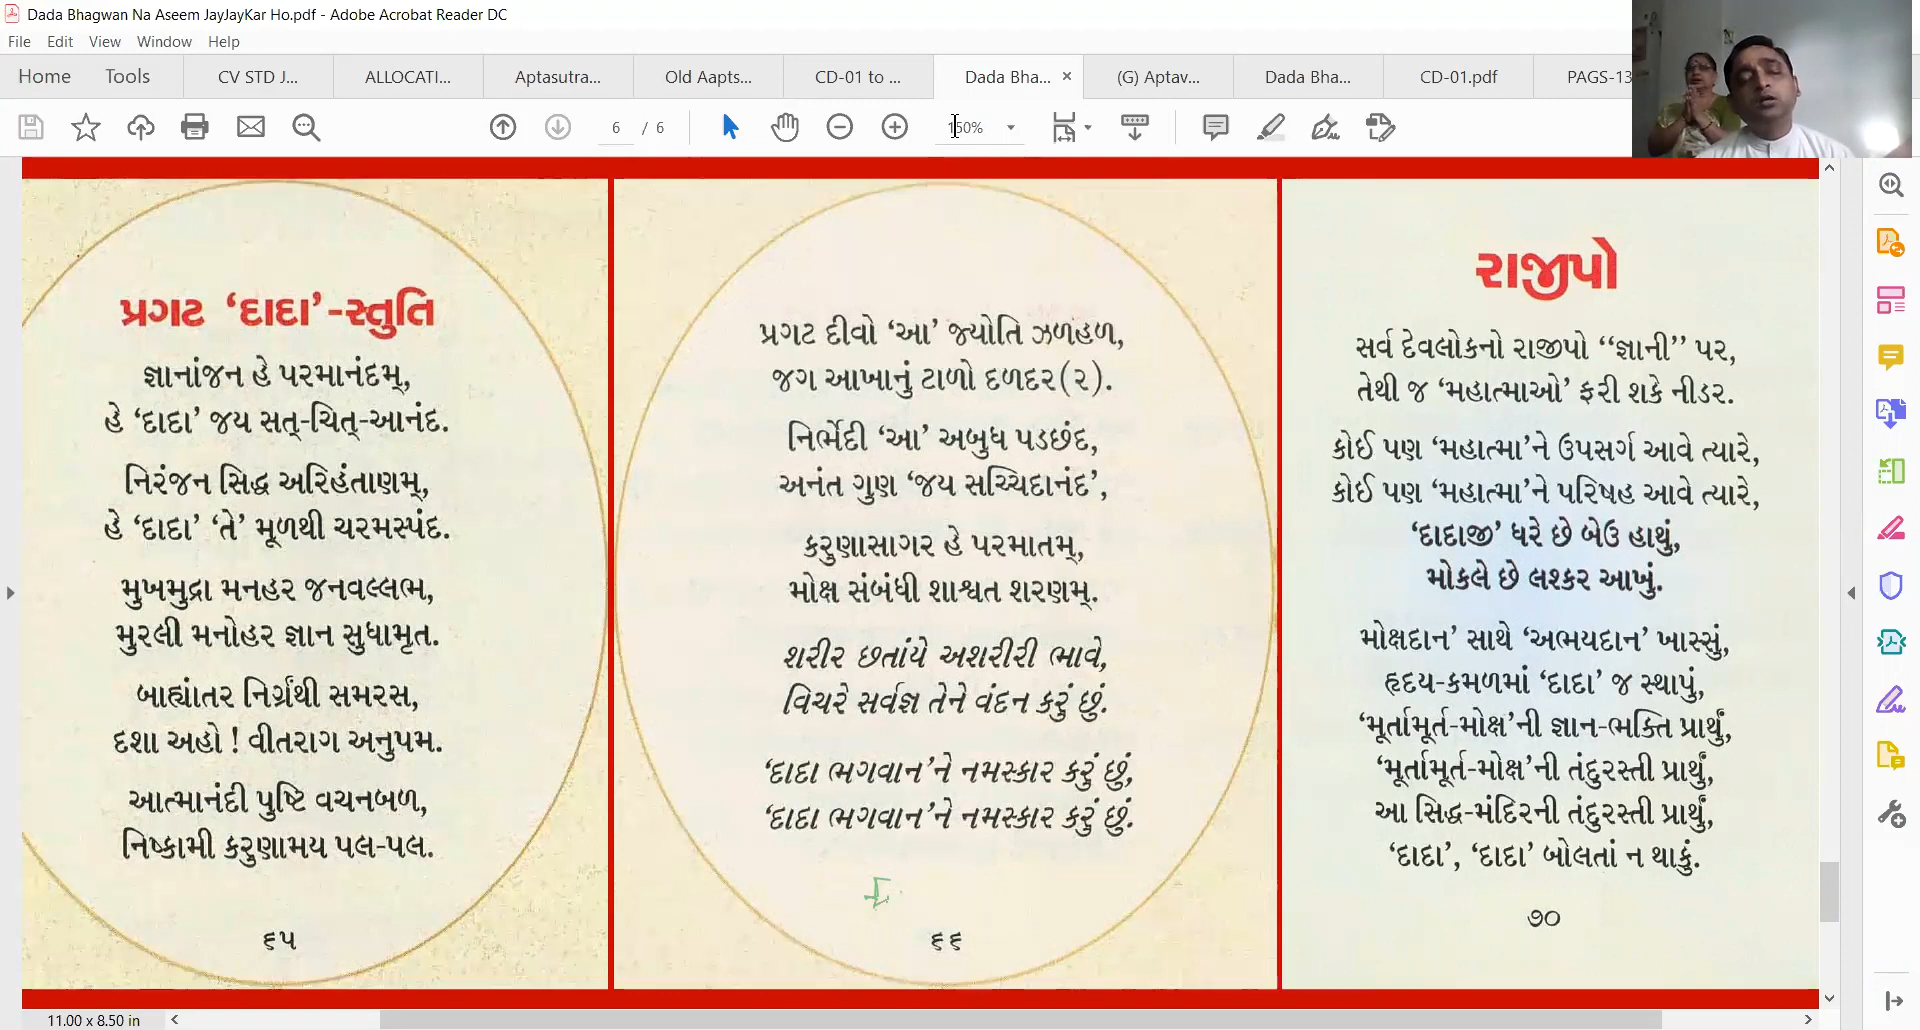 Dada Bhagwan Na Aseem JayJayKar Ho.pdf - Adobe Acrobat Reader DC
File Edit View Window Help
Home Tools CV STD J... ALLOCATI... Aptasutra... Old Aapts... CD-01 to ... Dada Bha... × (G) Aptav... Dada Bha... CD-01.pdf PAGS-13
6 / 6 150%
પ્રગટ ‘દાદા’-સ્તુતિ
જ્ઞાનાંજન હે પરમાનંદમ્,
હે ‘દાદા’ જય સત્-ચિત્-આનંદ.
નિરંજન સિદ્ધ અરિહંતાણમ્,
હે ‘દાદા’ ‘તે’ મૂળથી ચરમસ્પંદ.
મુખમુદ્રા મનહર જનવલ્લભ,
મુરલી મનોહર જ્ઞાન સુધામૃત.
બાહ્યાંતર નિર્ગ્રંથી સમરસ,
દશા અહો ! વીતરાગ અનુપમ.
આત્માનંદી પુષ્ટિ વચનબળ,
નિષ્કામી કરુણામય પલ-પલ.
૬૫
પ્રગટ દીવો ‘આ’ જ્યોતિ ઝળહળ,
જગ આખાનું ટાળો દળદર(૨).
નિર્ભેદી ‘આ’ અબુધ પડછંદ,
અનંત ગુણ ‘જય સચ્ચિદાનંદ’,
કરુણાસાગર હે પરમાતમ્,
મોક્ષ સંબંધી શાશ્વત શરણમ્.
શરીર છતાંયે અશરીરી ભાવે,
વિચરે સર્વજ્ઞ તેને વંદન કરું છું.
‘દાદા ભગવાન’ને નમસ્કાર કરું છું,
‘દાદા ભગવાન’ને નમસ્કાર કરું છું.
૬૬
રાજીપો
સર્વ દેવલોકનો રાજીપો ‘‘જ્ઞાની’’ પર,
તેથી જ ‘મહાત્માઓ’ ફરી શકે નીડર.
કોઈ પણ ‘મહાત્મા’ને ઉપસર્ગ આવે ત્યારે,
કોઈ પણ ‘મહાત્મા’ને પરિષહ આવે ત્યારે,
‘દાદાજી’ ધરે છે બેઉ હાથું,
મોકલે છે લશ્કર આખું.
મોક્ષદાન’ સાથે ‘અભયદાન’ ખાસ્સું,
હૃદય-કમળમાં ‘દાદા’ જ સ્થાપું,
‘મૂર્તામૂર્ત-મોક્ષ’ની જ્ઞાન-ભક્તિ પ્રાર્થું,
‘મૂર્તામૂર્ત-મોક્ષ’ની તંદુરસ્તી પ્રાર્થું,
આ સિદ્ધ-મંદિરની તંદુરસ્તી પ્રાર્થું,
‘દાદા’, ‘દાદા’ બોલતાં ન થાકું.
૭૦
11.00 x 8.50 in